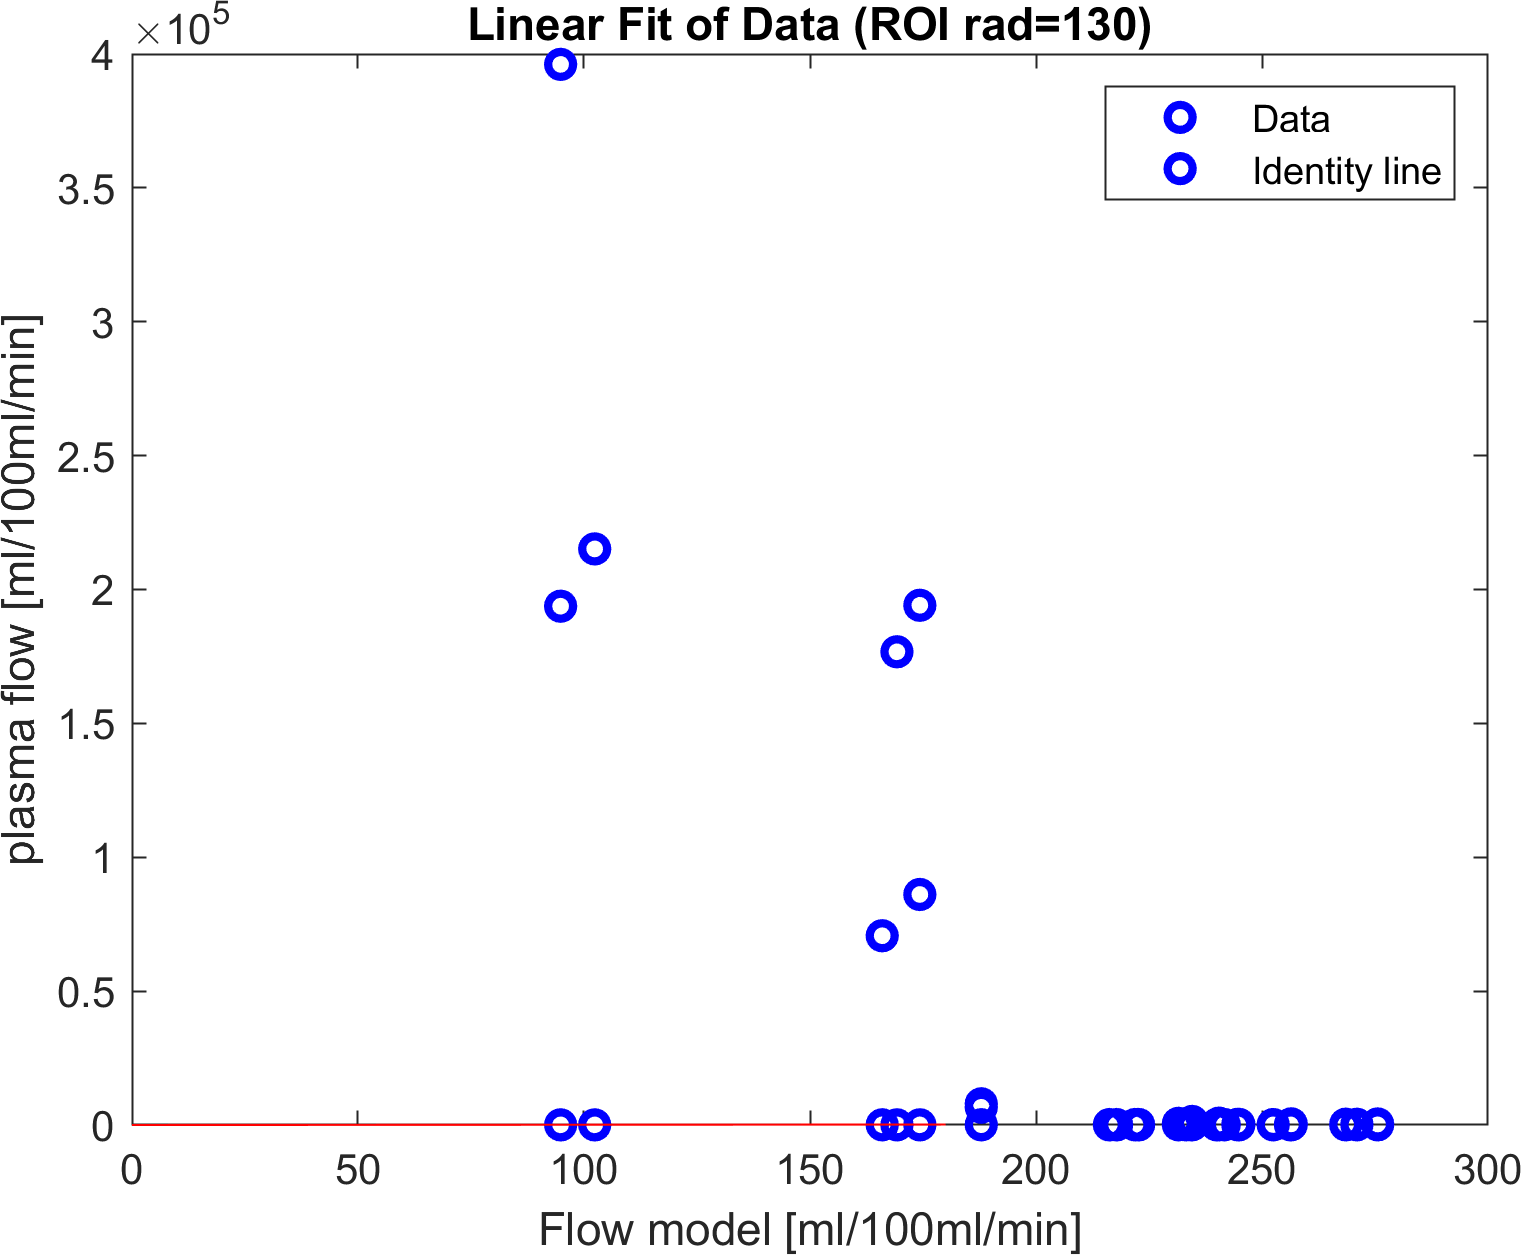 Linear Fit of Data (ROI rad=130)
×10⁵
4
3.5
3
2.5
2
1.5
1
0.5
0
plasma flow [ml/100ml/min]
Data
Identity line
0 50 100 150 200 250 300
Flow model [ml/100ml/min]